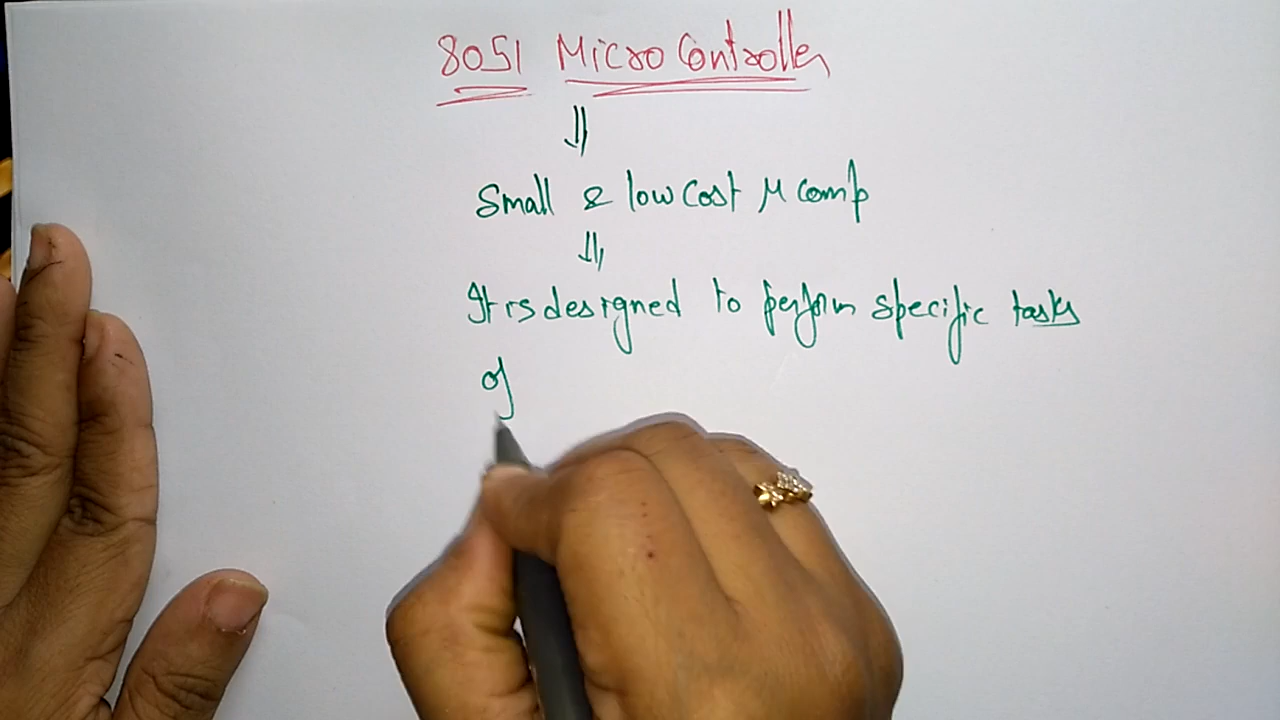 8051 Micro Controller
Small & low cost μ comp
It is designed to perform specific tasks
of